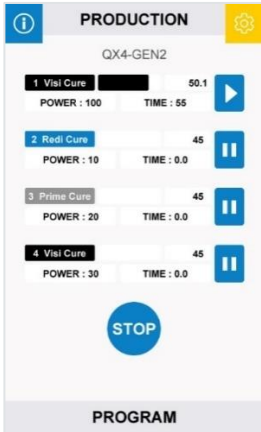 PRODUCTION
QX4-GEN2
1 Visi Cure 50.1
POWER : 100 TIME : 55
2 Redi Cure 45
POWER : 10 TIME : 0.0
3 Prime Cure 45
POWER : 20 TIME : 0.0
4 Visi Cure 45
POWER : 30 TIME : 0.0
STOP
PROGRAM